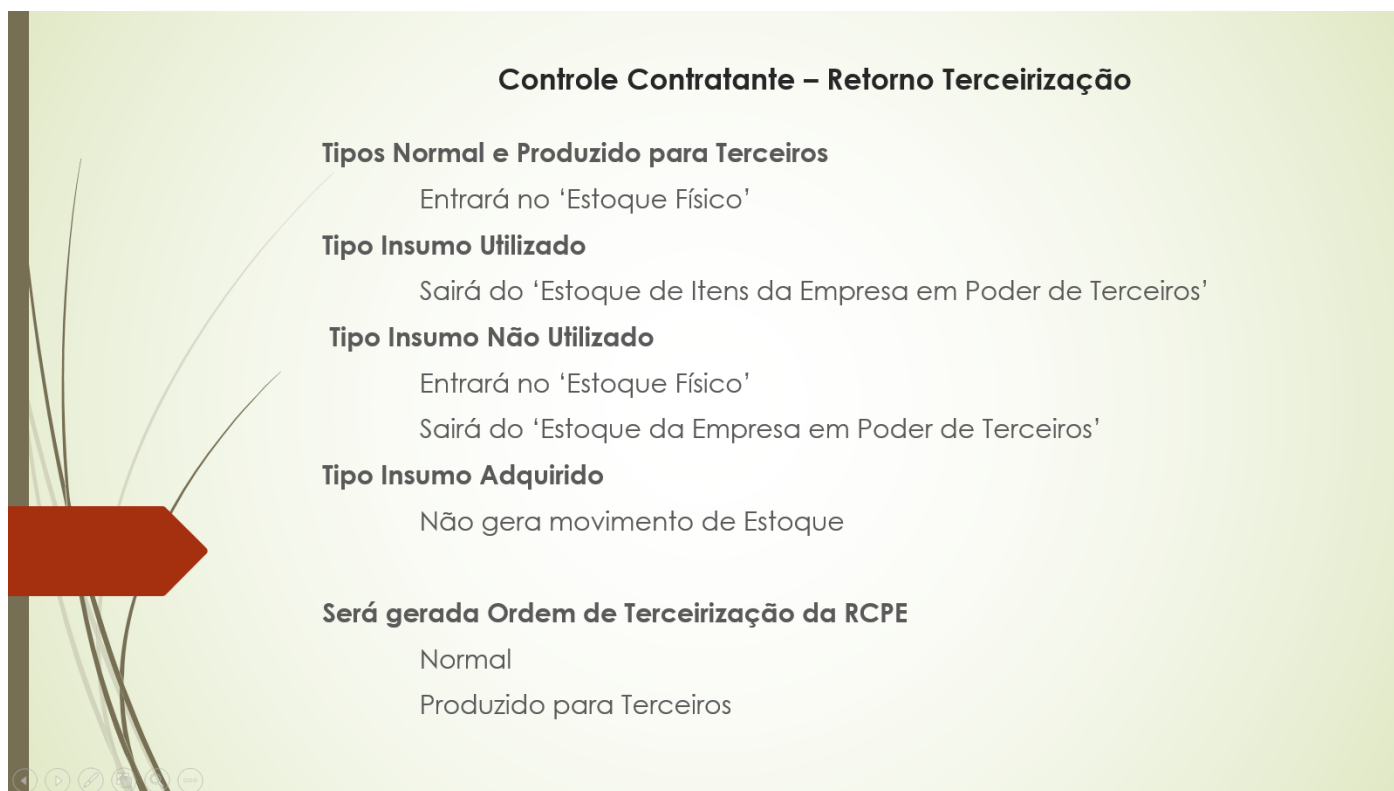 Controle Contratante – Retorno Terceirização
Tipos Normal e Produzido para Terceiros
Entrará no ‘Estoque Físico’
Tipo Insumo Utilizado
Sairá do ‘Estoque de Itens da Empresa em Poder de Terceiros’
Tipo Insumo Não Utilizado
Entrará no ‘Estoque Físico’
Sairá do ‘Estoque da Empresa em Poder de Terceiros’
Tipo Insumo Adquirido
Não gera movimento de Estoque
Será gerada Ordem de Terceirização da RCPE
Normal
Produzido para Terceiros